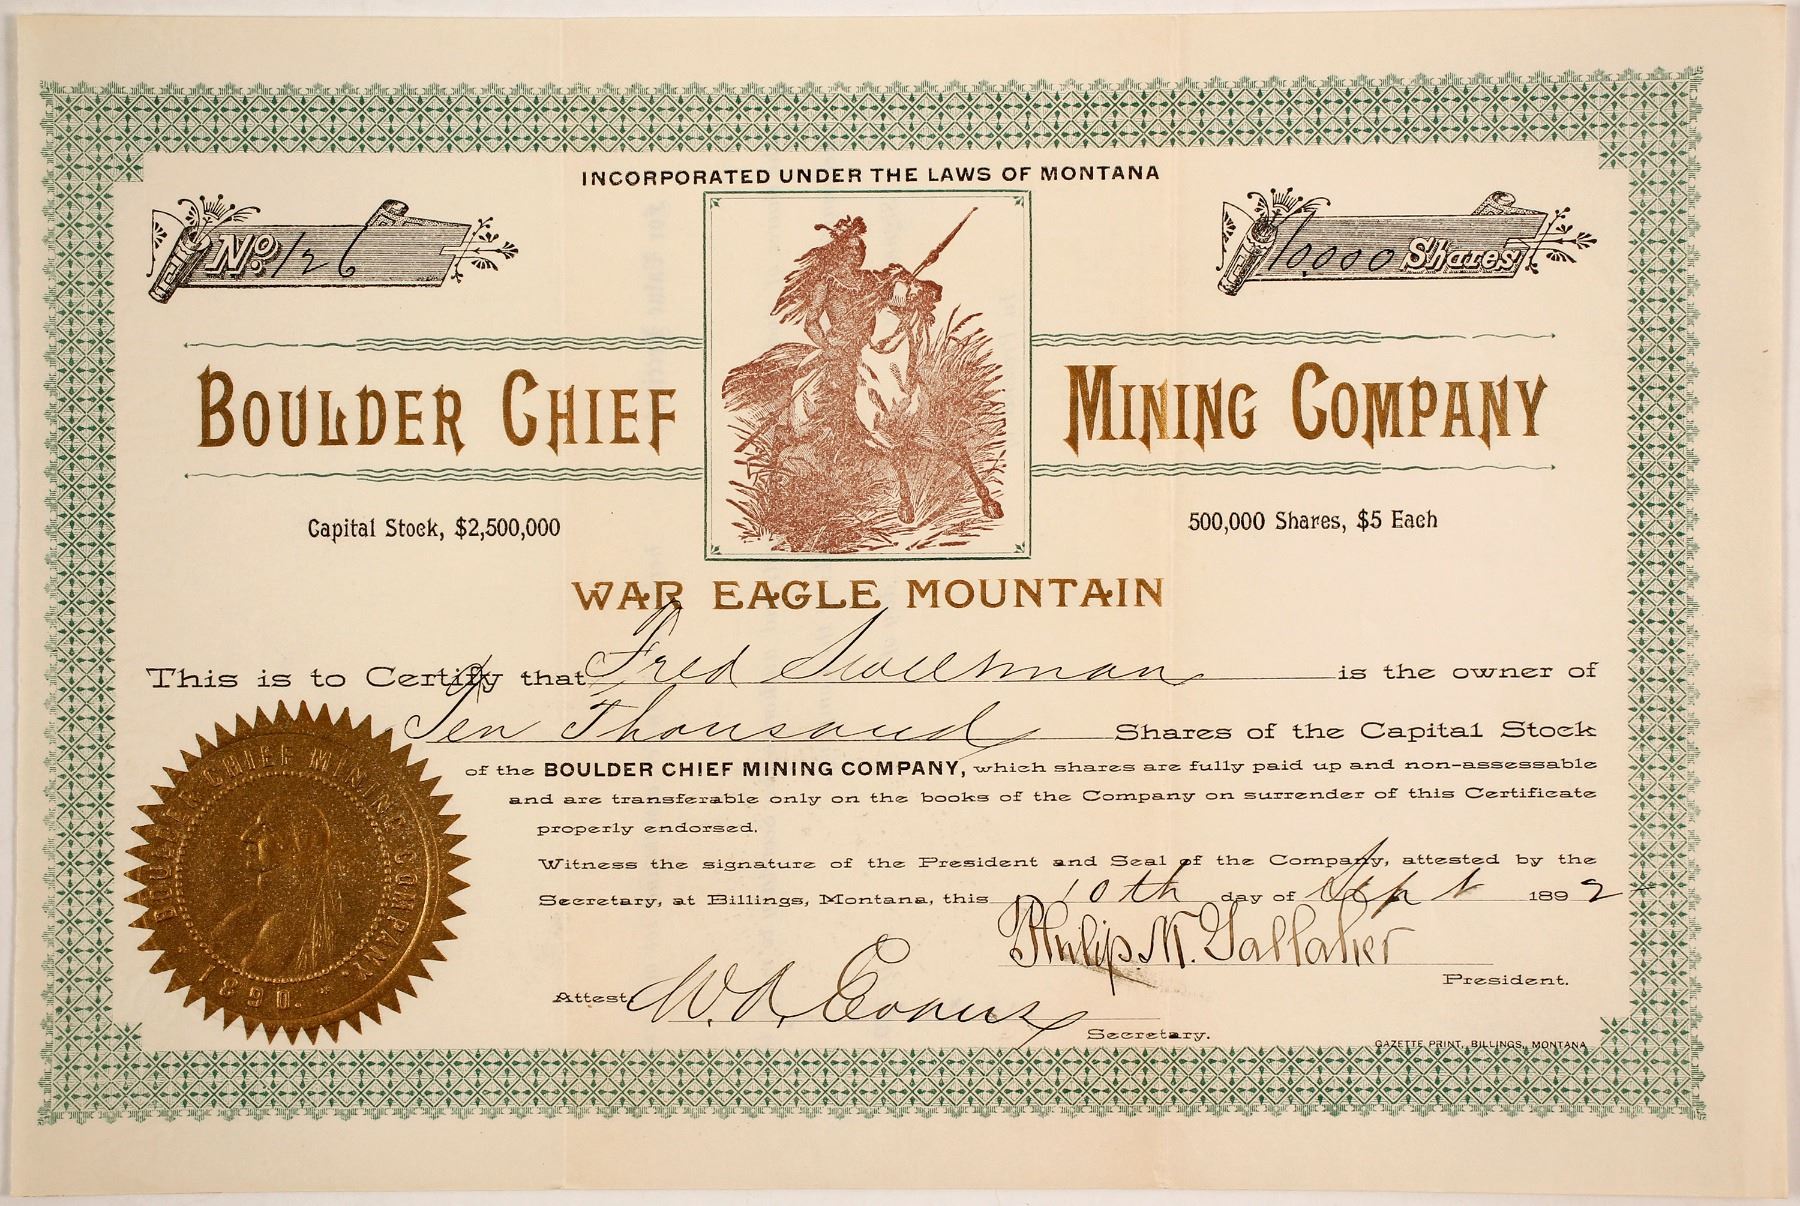 INCORPORATED UNDER THE LAWS OF MONTANA
No. 126
10,000 Shares
BOULDER CHIEF MINING COMPANY
Capital Stock, $2,500,000
500,000 Shares, $5 Each
WAR EAGLE MOUNTAIN
This is to Certify that Fred Sweetman is the owner of
Ten Thousand Shares of the Capital Stock
of the BOULDER CHIEF MINING COMPANY, which shares are fully paid up and non-assessable
and are transferable only on the books of the Company on surrender of this Certificate
properly endorsed.
Witness the signature of the President and Seal of the Company, attested by the
Secretary, at Billings, Montana, this 10th day of Sept 1892
Philip. M. Gallaher
President.
Attest, W. A. Evans
Secretary.
GAZETTE PRINT, BILLINGS, MONTANA
BOULDER CHIEF MINING COMPANY.
1890.